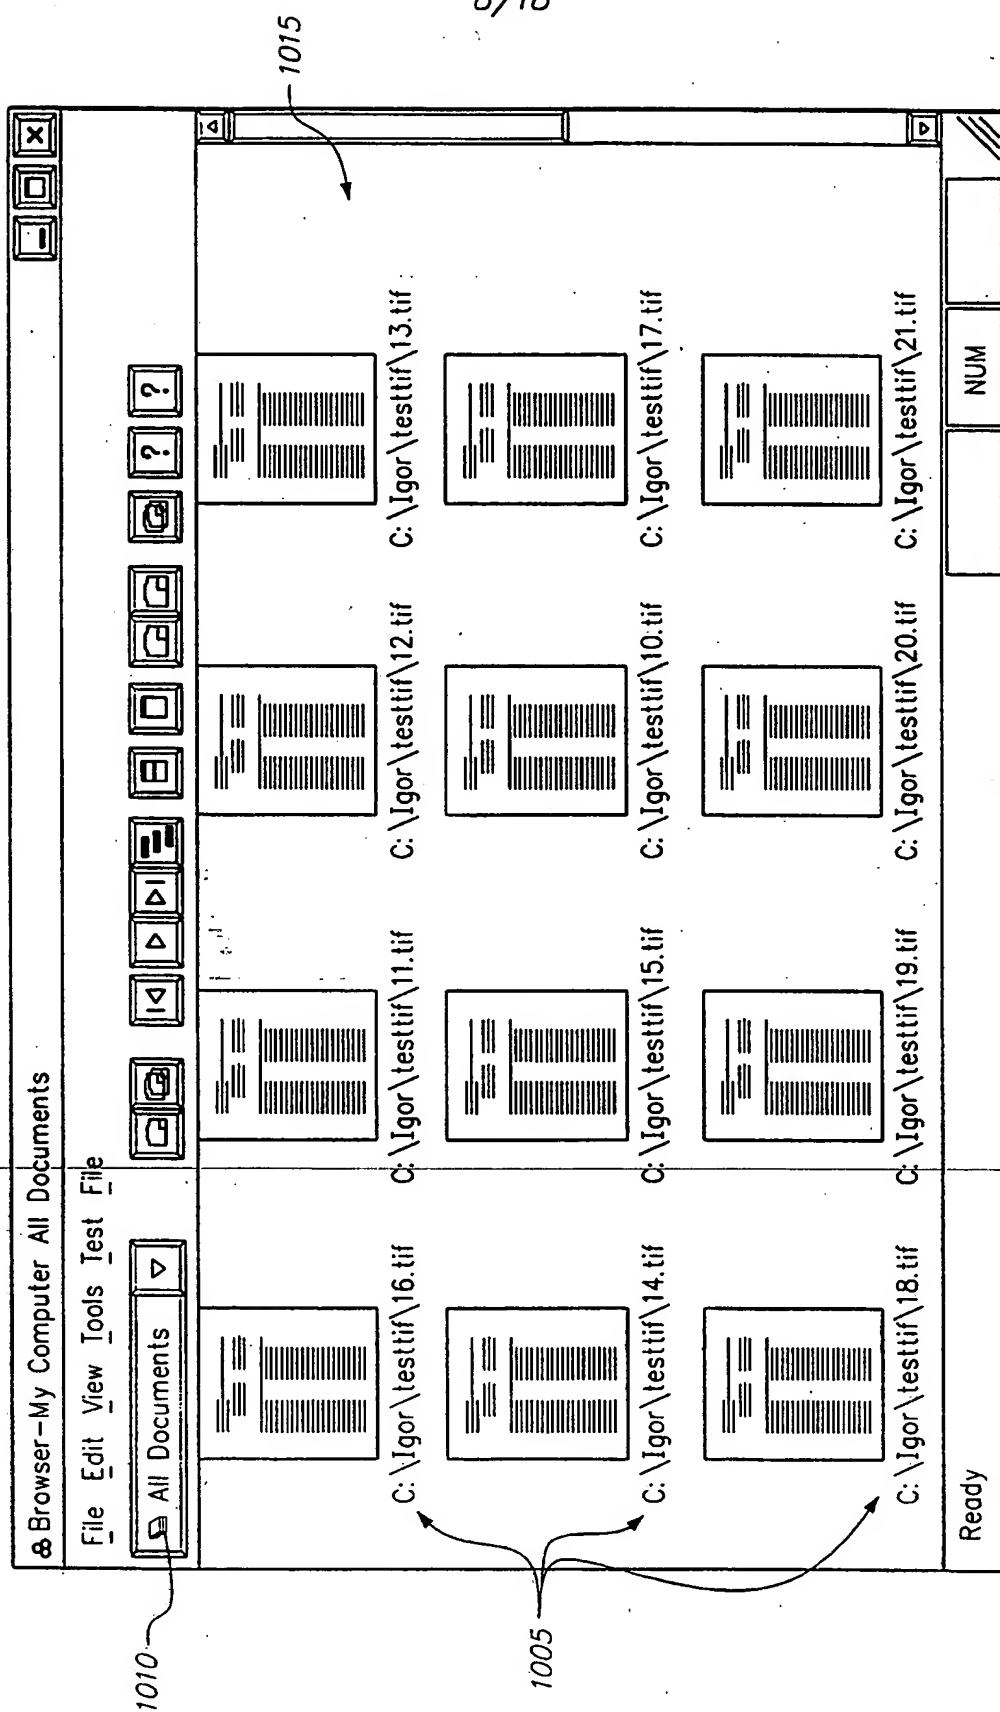 1015
Browser—My Computer All Documents
File Edit View Tools Test File
All Documents
? ?
1010
C:\Igor\testtif\16.tif C:\Igor\testtif\11.tif C:\Igor\testtif\12.tif C:\Igor\testtif\13.tif
C:\Igor\testtif\14.tif C:\Igor\testtif\15.tif C:\Igor\testtif\10.tif C:\Igor\testtif\17.tif
1005
C:\Igor\testtif\18.tif C:\Igor\testtif\19.tif C:\Igor\testtif\20.tif C:\Igor\testtif\21.tif
Ready NUM